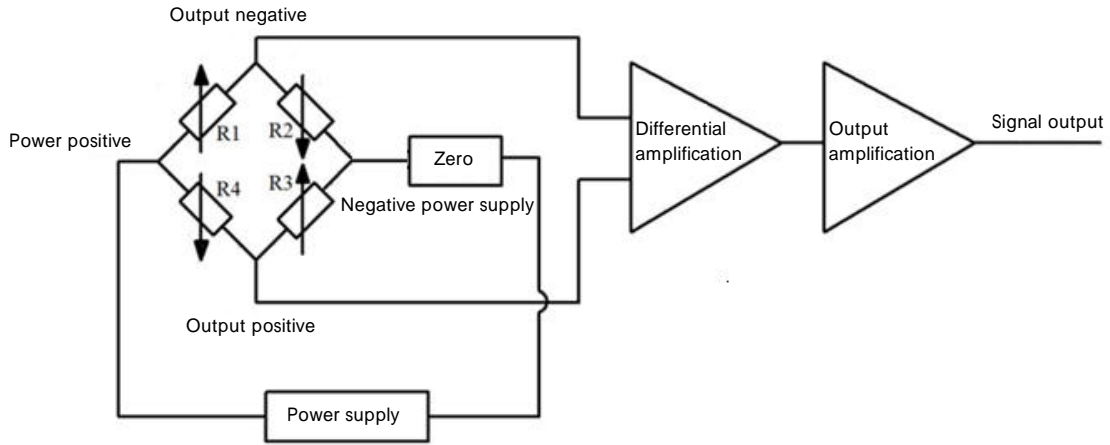 Output negative
R1
R2
Power positive
Zero
Differential
amplification
Output
amplification
Signal output
R4
R3
Negative power supply
Output positive
Power supply